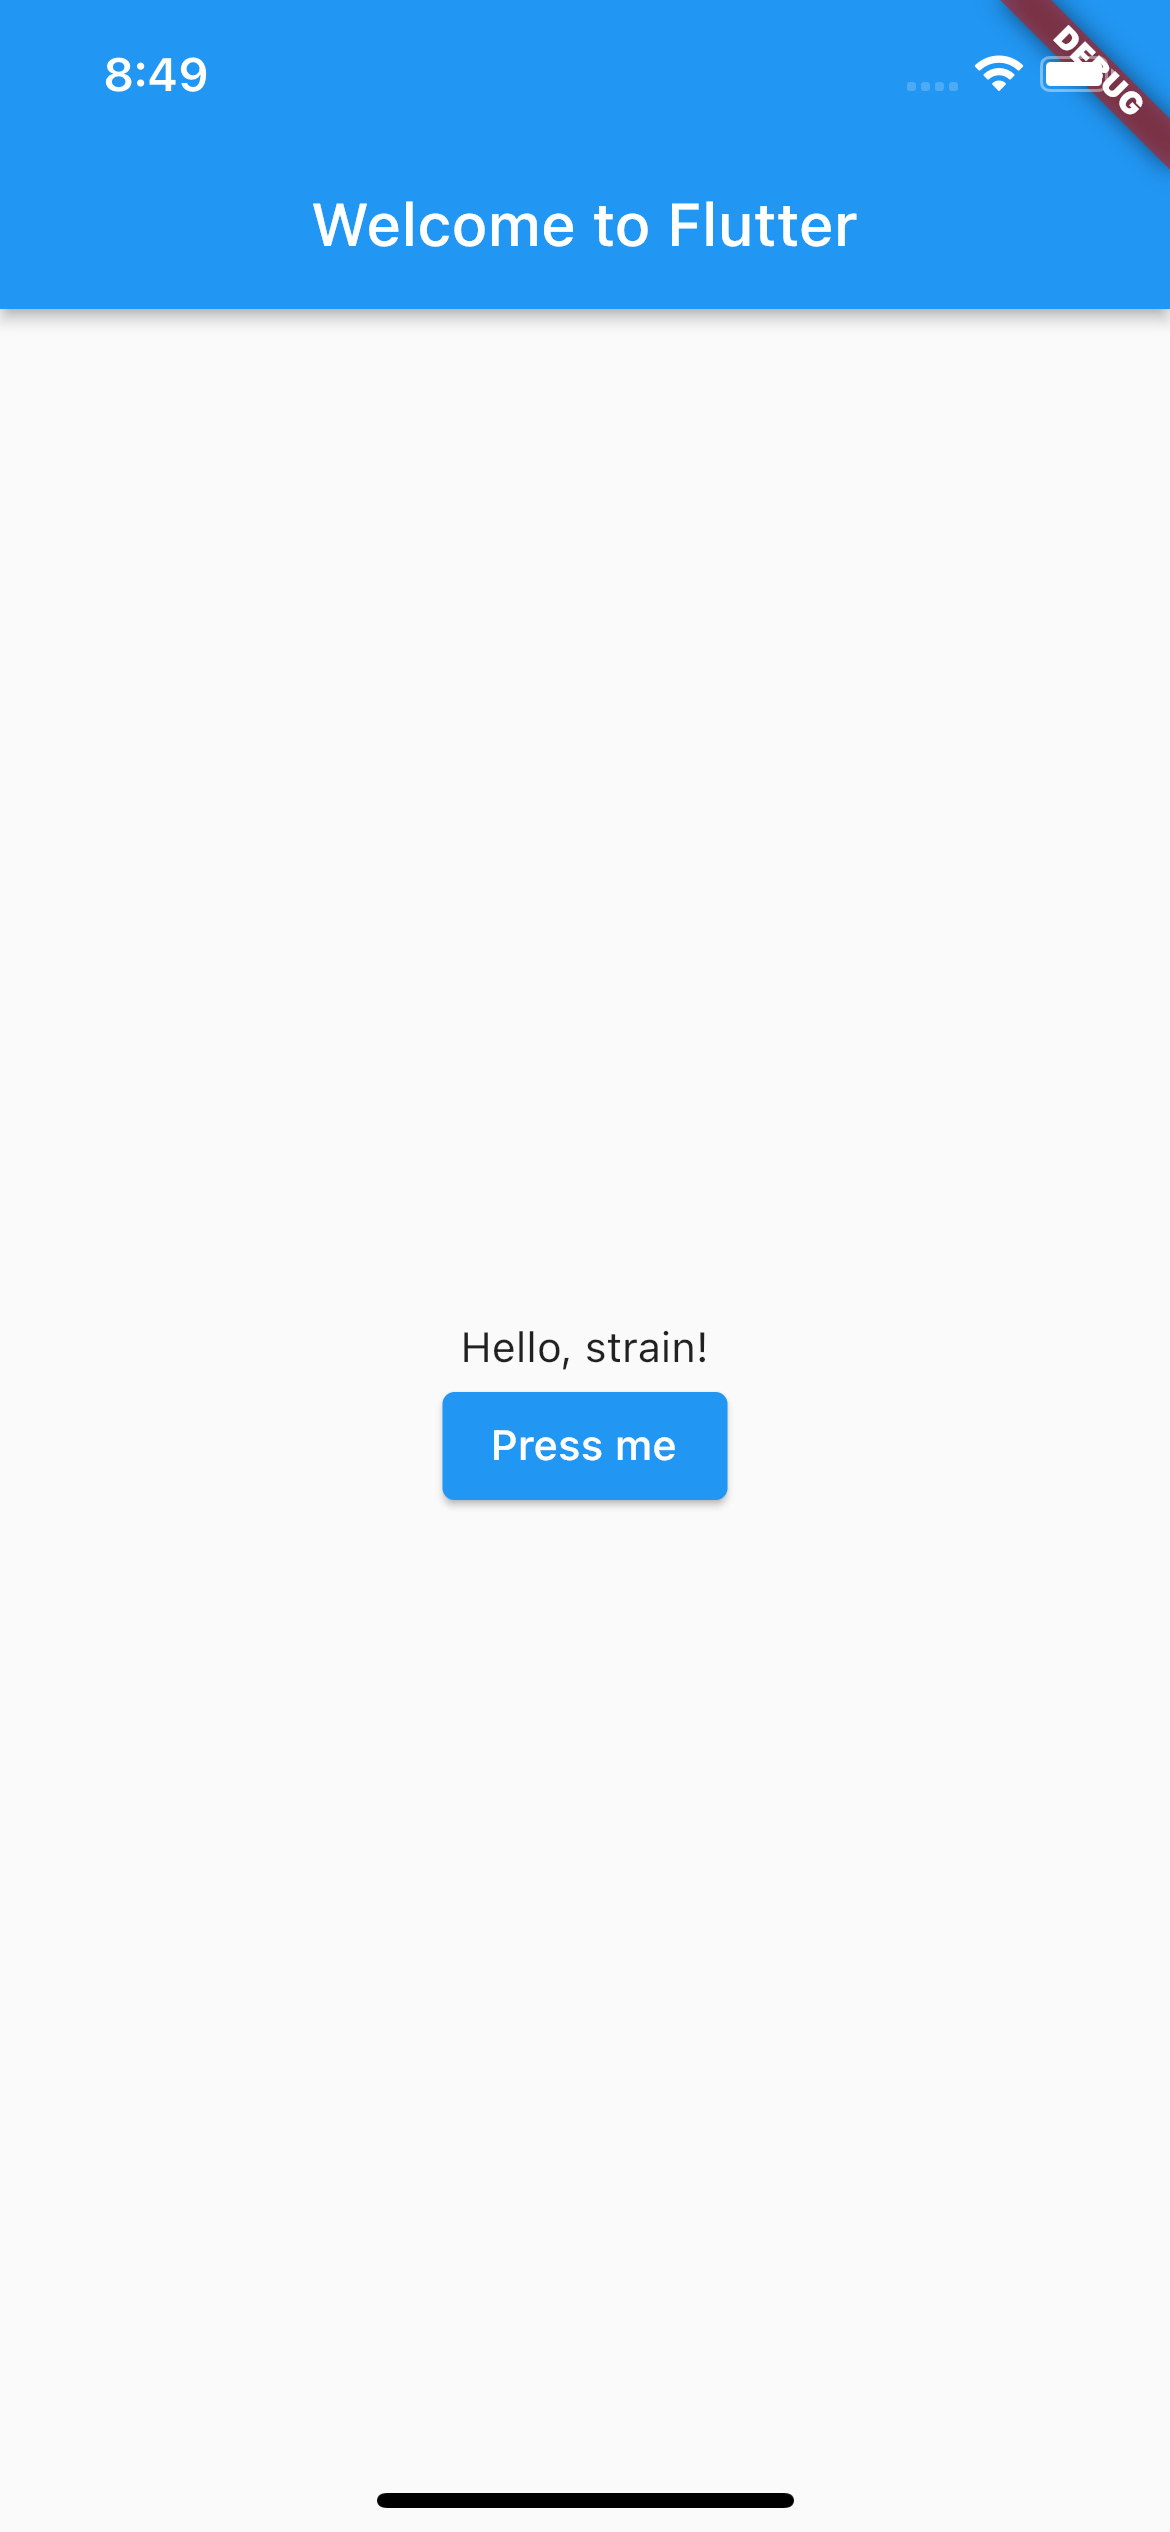 8:49
DEBUG
Welcome to Flutter
Hello, strain!
Press me